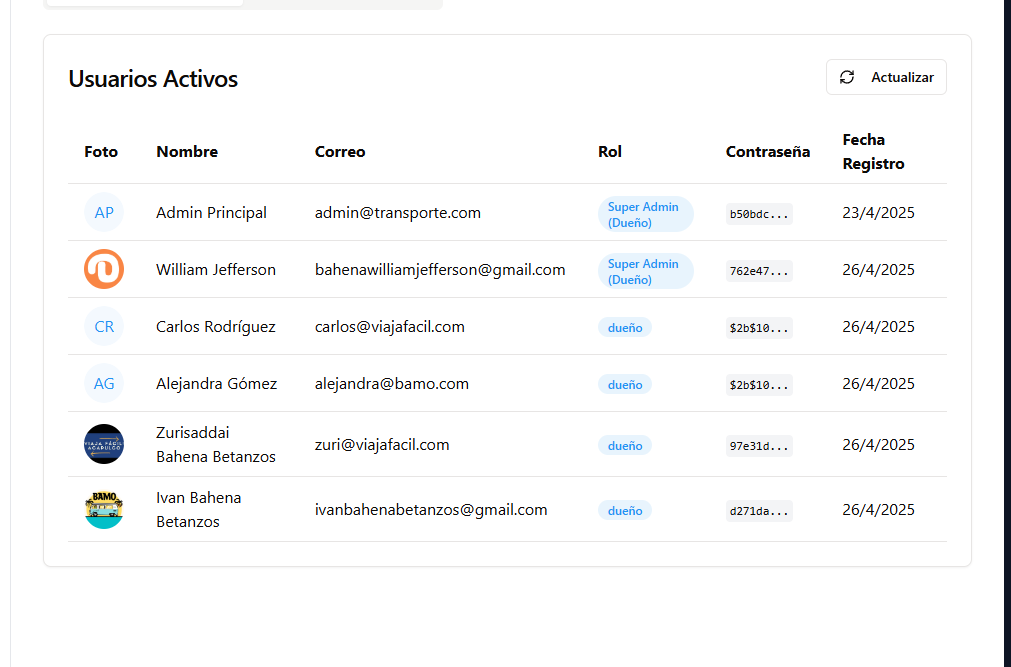 Usuarios Activos
Actualizar
Foto Nombre Correo Rol Contraseña Fecha
Registro
AP Admin Principal admin@transporte.com Super Admin
(Dueño) b50bdc... 23/4/2025
William Jefferson bahenawilliamjefferson@gmail.com Super Admin
(Dueño) 762e47... 26/4/2025
CR Carlos Rodríguez carlos@viajafacil.com dueño $2b$10... 26/4/2025
AG Alejandra Gómez alejandra@bamo.com dueño $2b$10... 26/4/2025
VIAJA FÁCIL
ACAPULCO
Zurisaddai
Bahena Betanzos zuri@viajafacil.com dueño 97e31d... 26/4/2025
BAMO
Ivan Bahena
Betanzos ivanbahenabetanzos@gmail.com dueño d271da... 26/4/2025